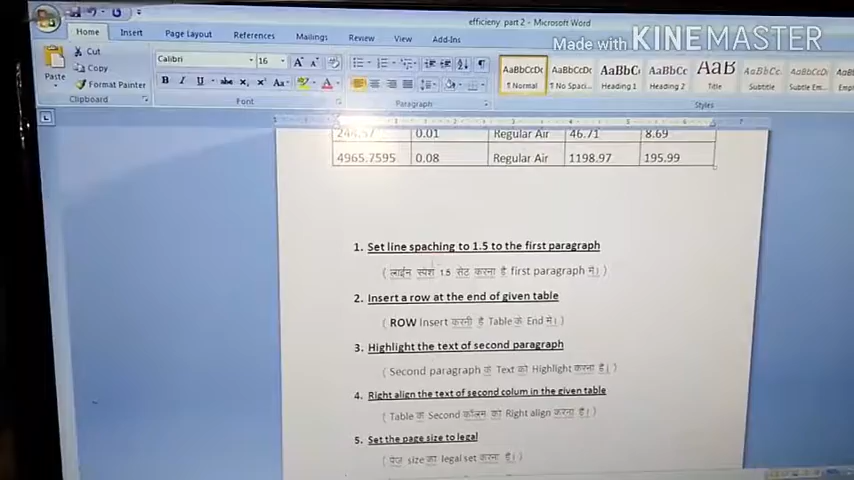 efficieny part 2 - Microsoft Word
Made with KINEMASTER
Home Insert Page Layout References Mailings Review View Add-Ins
Cut
Copy
Format Painter
Paste
Calibri 16
AaBbCcDc AaBbCcDc AaBbC AaBbCc AaB AaBbCc. AaBbCcDc
¶ Normal ¶ No Spaci... Heading 1 Heading 2 Title Subtitle Subtle Em...
Clipboard Font Paragraph Styles
244.57 0.01 Regular Air 46.71 8.69
4965.7595 0.08 Regular Air 1198.97 195.99
1. Set line spaching to 1.5 to the first paragraph
( लाईन स्पेश 1.5 सेट करना है first paragraph में। )
2. Insert a row at the end of given table
( ROW Insert करनी है Table के End में। )
3. Highlight the text of second paragraph
( Second paragraph के Text को Highlight करना है। )
4. Right align the text of second colum in the given table
( Table के Second कॉलम को Right align करना है। )
5. Set the page size to legal
( पेज size का legal set करना है। )